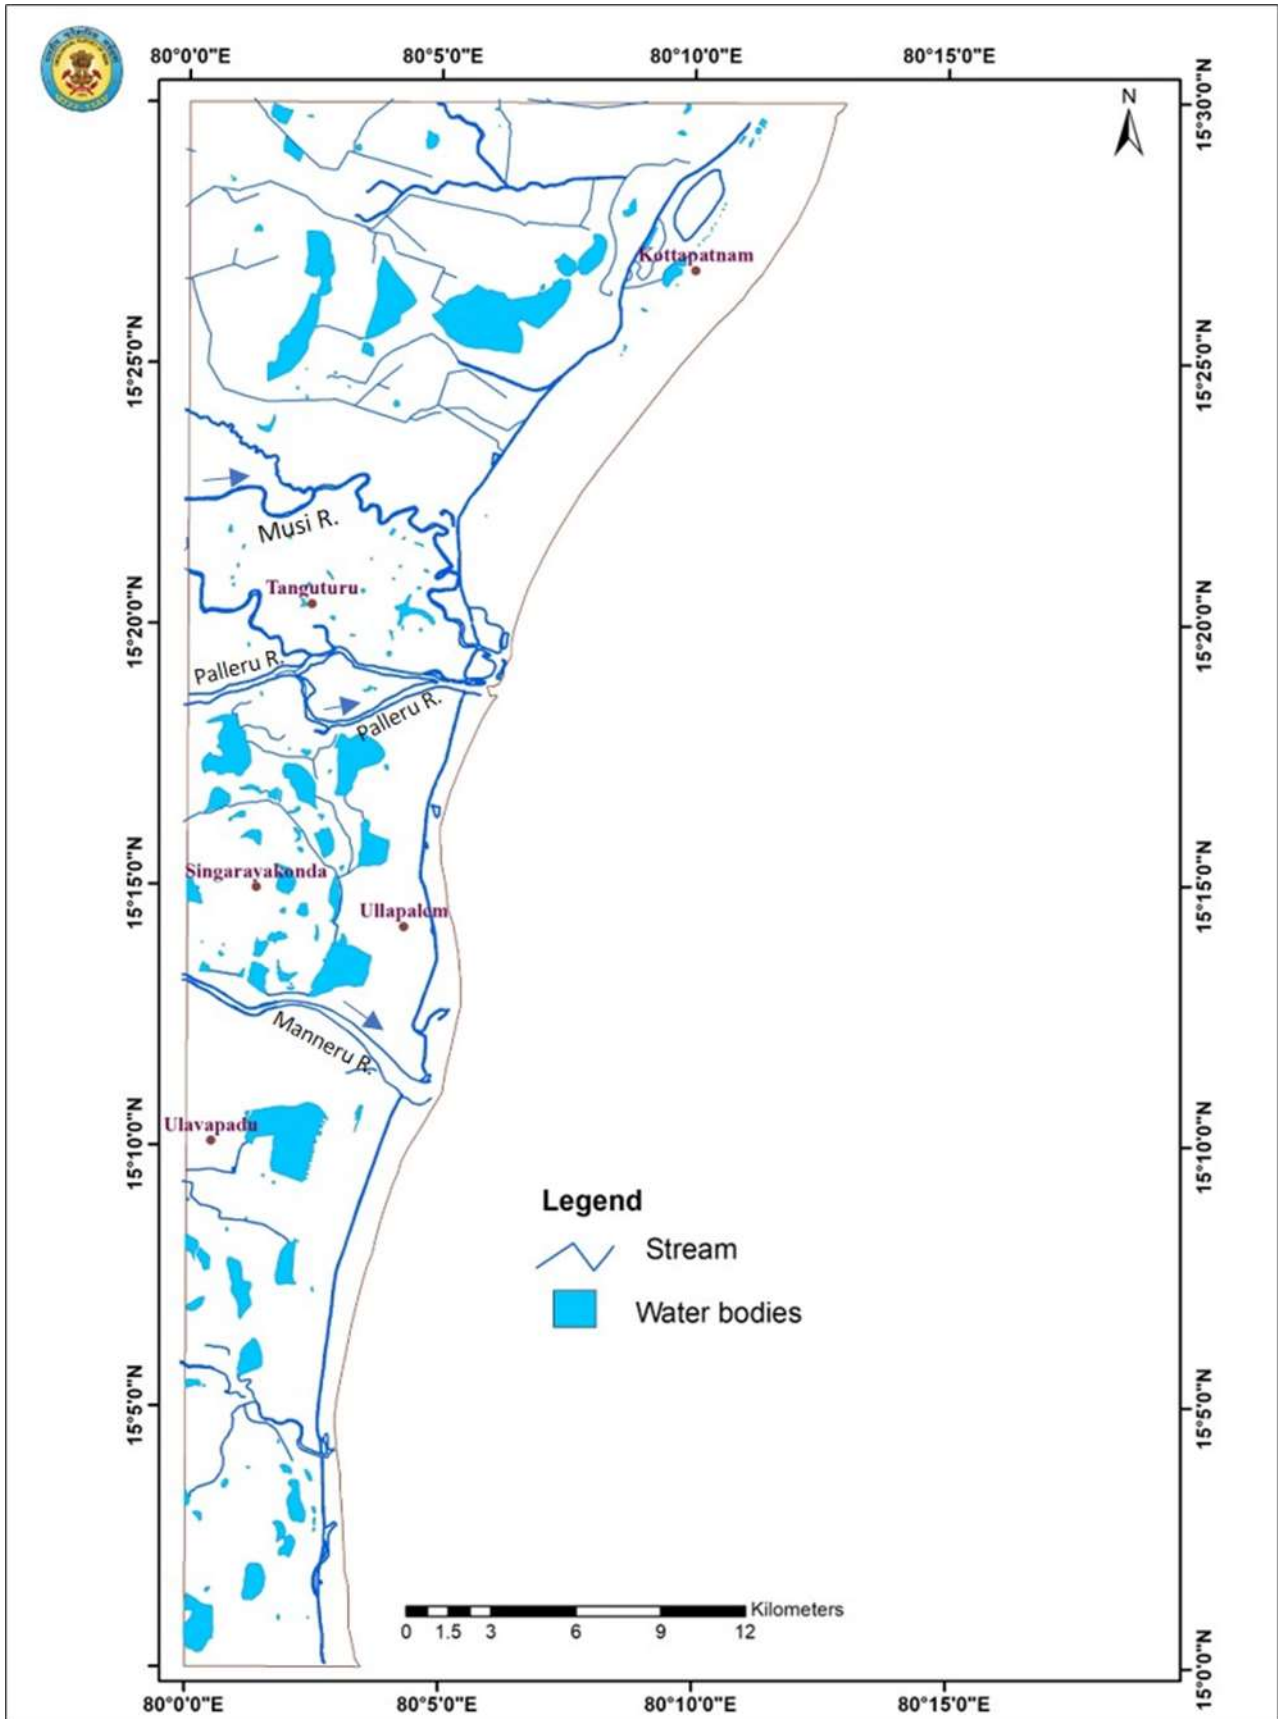 80°0'0"E 80°5'0"E 80°10'0"E 80°15'0"E
N
15°30'0"N
Kottapatnam
15°25'0"N 15°25'0"N
Musi R.
Tanguturu
15°20'0"N 15°20'0"N
Palleru R.
Palleru R.
Singarayakonda
15°15'0"N 15°15'0"N
Ullapalem
Manneru R.
Ulavapadu
15°10'0"N 15°10'0"N
Legend
Stream
Water bodies
15°5'0"N 15°5'0"N
Kilometers
0 1.5 3 6 9 12
15°0'0"N
80°0'0"E 80°5'0"E 80°10'0"E 80°15'0"E